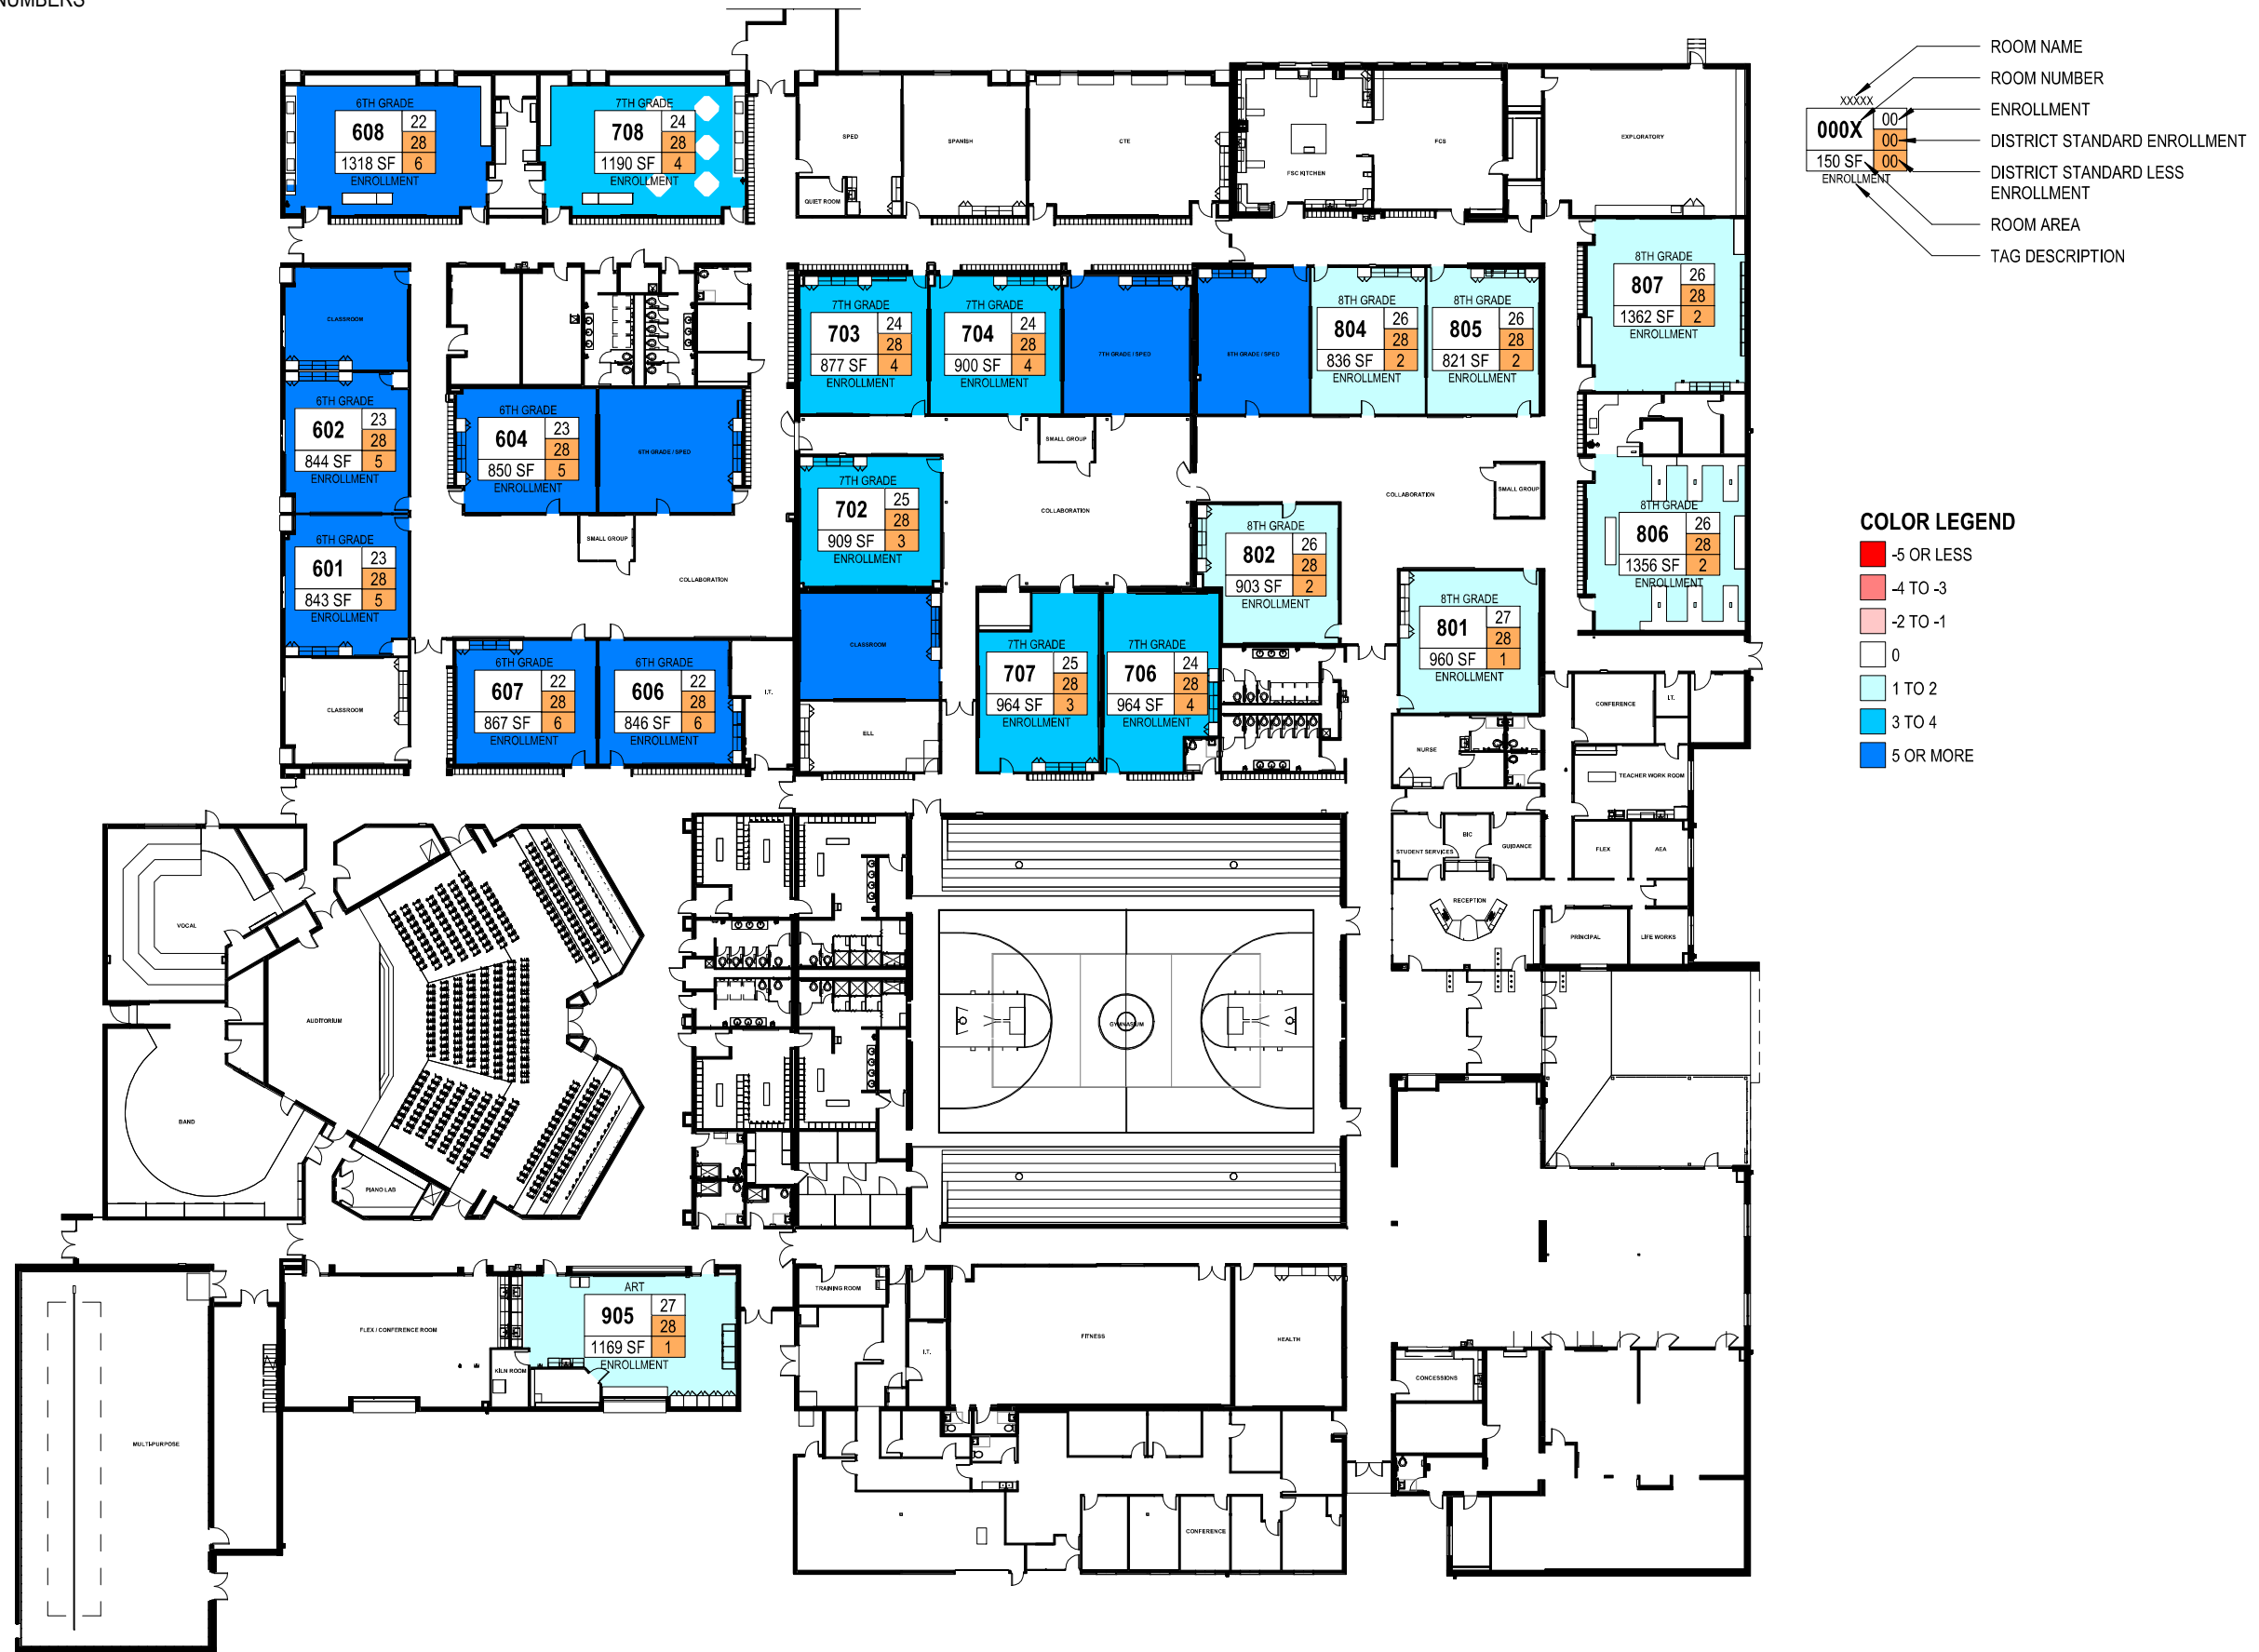 NUMBERS
ROOM NAME
ROOM NUMBER
ENROLLMENT
DISTRICT STANDARD ENROLLMENT
DISTRICT STANDARD LESS
ENROLLMENT
ROOM AREA
TAG DESCRIPTION
XXXXX
000X 00
00
150 SF 00
ENROLLMENT
6TH GRADE
608 22
28
1318 SF 6
ENROLLMENT
7TH GRADE
708 24
28
1190 SF 4
ENROLLMENT
SPED
QUIET ROOM
SPANISH
CTE
FSC KITCHEN
FCS
EXPLORATORY
CLASSROOM
6TH GRADE
602 23
28
844 SF 5
ENROLLMENT
6TH GRADE
604 23
28
850 SF 5
ENROLLMENT
6TH GRADE / SPED
6TH GRADE
601 23
28
843 SF 5
ENROLLMENT
SMALL GROUP
COLLABORATION
CLASSROOM
6TH GRADE
607 22
28
867 SF 6
ENROLLMENT
6TH GRADE
606 22
28
846 SF 6
ENROLLMENT
I.T.
7TH GRADE
703 24
28
877 SF 4
ENROLLMENT
7TH GRADE
704 24
28
900 SF 4
ENROLLMENT
7TH GRADE / SPED
8TH GRADE / SPED
8TH GRADE
804 26
28
836 SF 2
ENROLLMENT
8TH GRADE
805 26
28
821 SF 2
ENROLLMENT
8TH GRADE
807 26
28
1362 SF 2
ENROLLMENT
SMALL GROUP
7TH GRADE
702 25
28
909 SF 3
ENROLLMENT
COLLABORATION
COLLABORATION
SMALL GROUP
8TH GRADE
802 26
28
903 SF 2
ENROLLMENT
8TH GRADE
806 26
28
1356 SF 2
ENROLLMENT
CLASSROOM
ELL
7TH GRADE
707 25
28
964 SF 3
ENROLLMENT
7TH GRADE
706 24
28
964 SF 4
ENROLLMENT
8TH GRADE
801 27
28
960 SF 1
ENROLLMENT
COLOR LEGEND
-5 OR LESS
-4 TO -3
-2 TO -1
0
1 TO 2
3 TO 4
5 OR MORE
CONFERENCE
I.T.
NURSE
TEACHER WORK ROOM
BIC
STUDENT SERVICES
GUIDANCE
FLEX
AEA
RECEPTION
PRINCIPAL
LIFE WORKS
VOCAL
AUDITORIUM
BAND
PIANO LAB
GYMNASIUM
FLEX / CONFERENCE ROOM
KILN ROOM
ART
905 27
28
1169 SF 1
ENROLLMENT
TRAINING ROOM
I.T.
FITNESS
HEALTH
CONCESSIONS
MULTI-PURPOSE
CONFERENCE